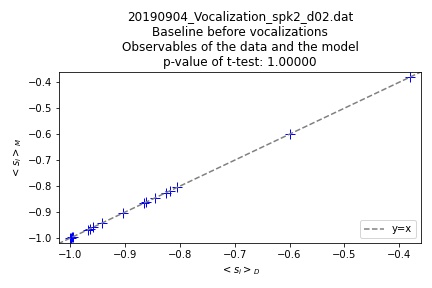 20190904_Vocalization_spk2_d02.dat
Baseline before vocalizations
Observables of the data and the model
p-value of t-test: 1.00000
−0.4
−0.5
−0.6
−0.7
−0.8
−0.9
−1.0
< s_i >_M
y=x
−1.0 −0.9 −0.8 −0.7 −0.6 −0.5 −0.4
< s_i >_D